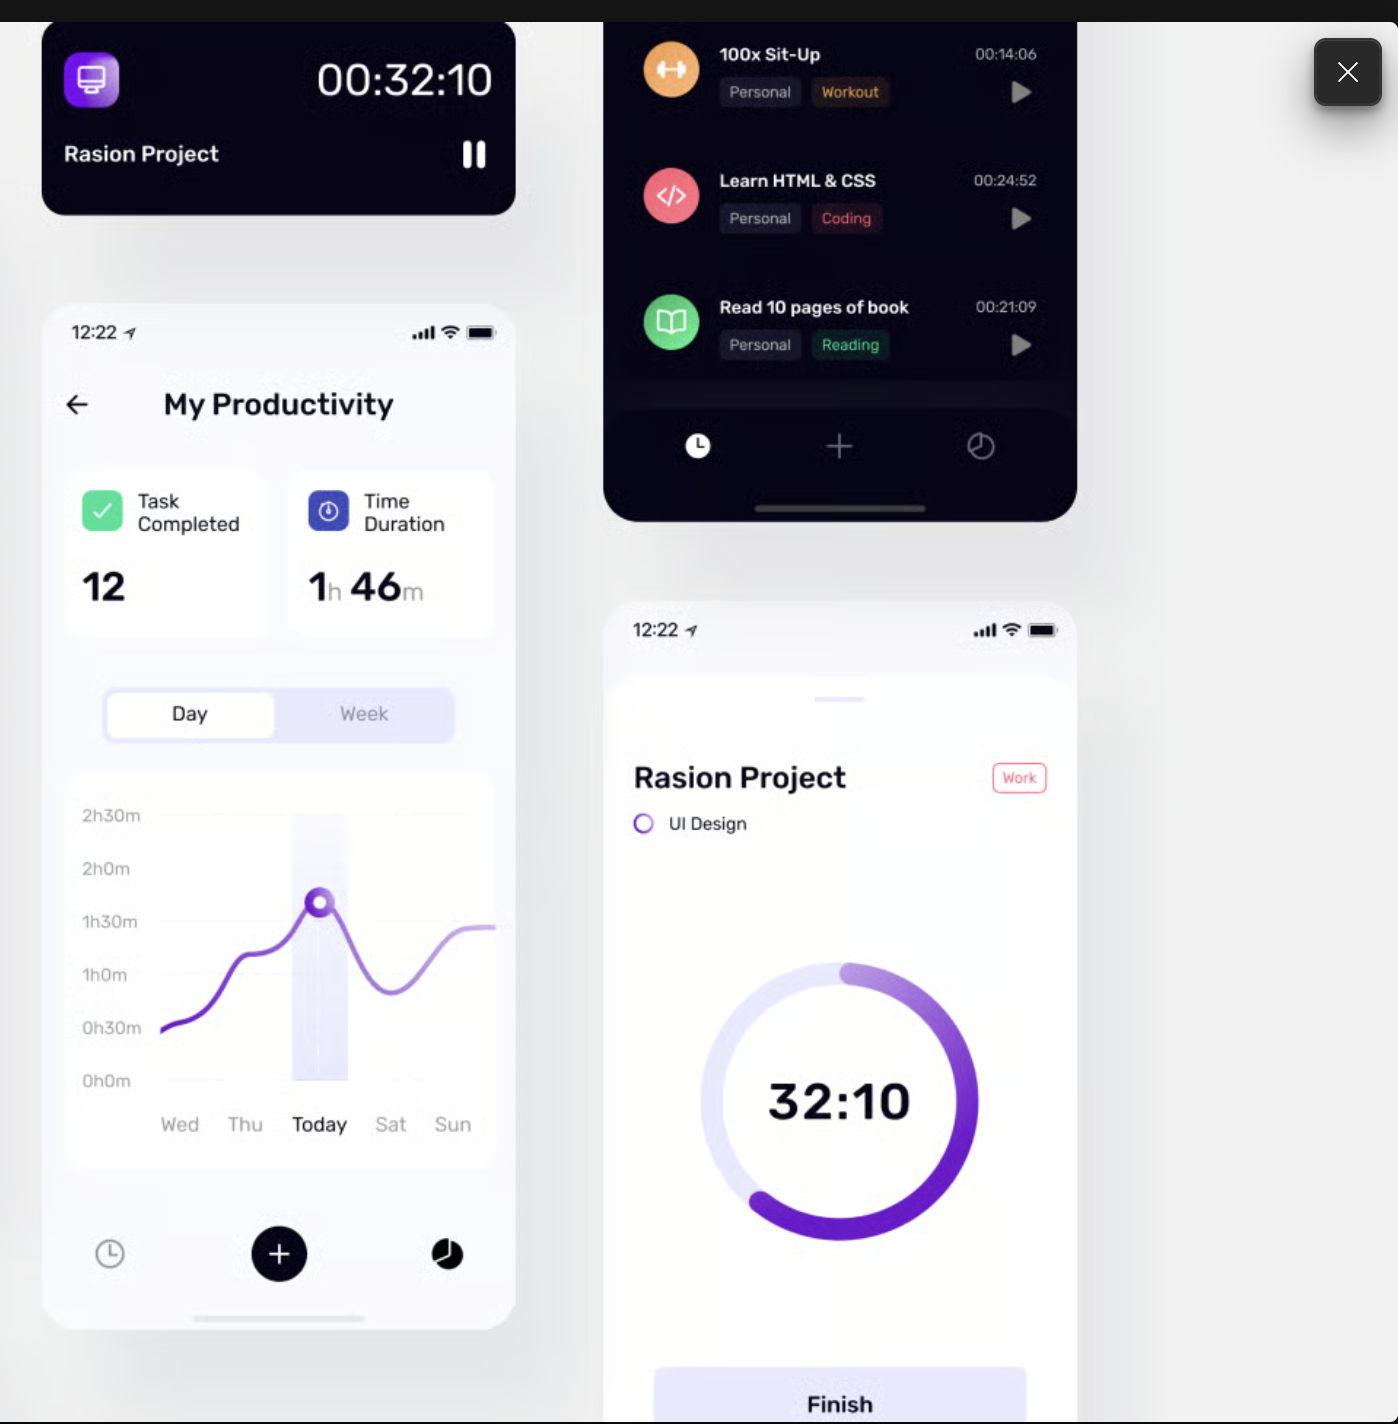 00:32:10
Rasion Project
12:22
My Productivity
Task
Completed
12
Time
Duration
1h 46m
Day
Week
2h30m
2h0m
1h30m
1h0m
0h30m
0h0m
Wed
Thu
Today
Sat
Sun
100x Sit-Up
00:14:06
Personal
Workout
Learn HTML & CSS
00:24:52
Personal
Coding
Read 10 pages of book
00:21:09
Personal
Reading
12:22
Rasion Project
Work
UI Design
32:10
Finish